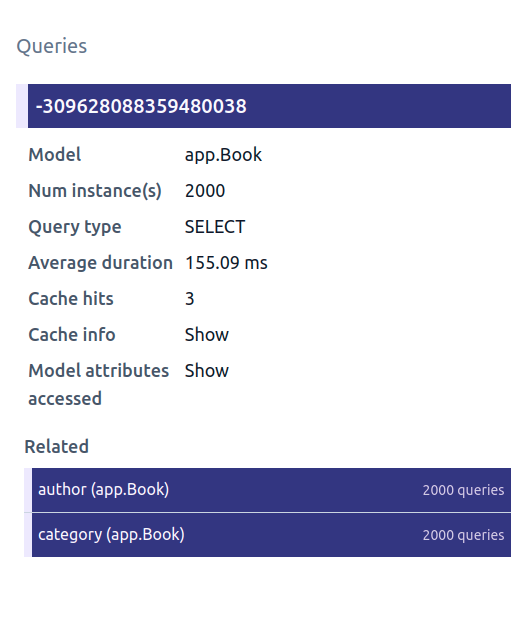 Queries
-309628088359480038
Model app.Book
Num instance(s) 2000
Query type SELECT
Average duration 155.09 ms
Cache hits 3
Cache info Show
Model attributes Show
accessed
Related
author (app.Book) 2000 queries
category (app.Book) 2000 queries